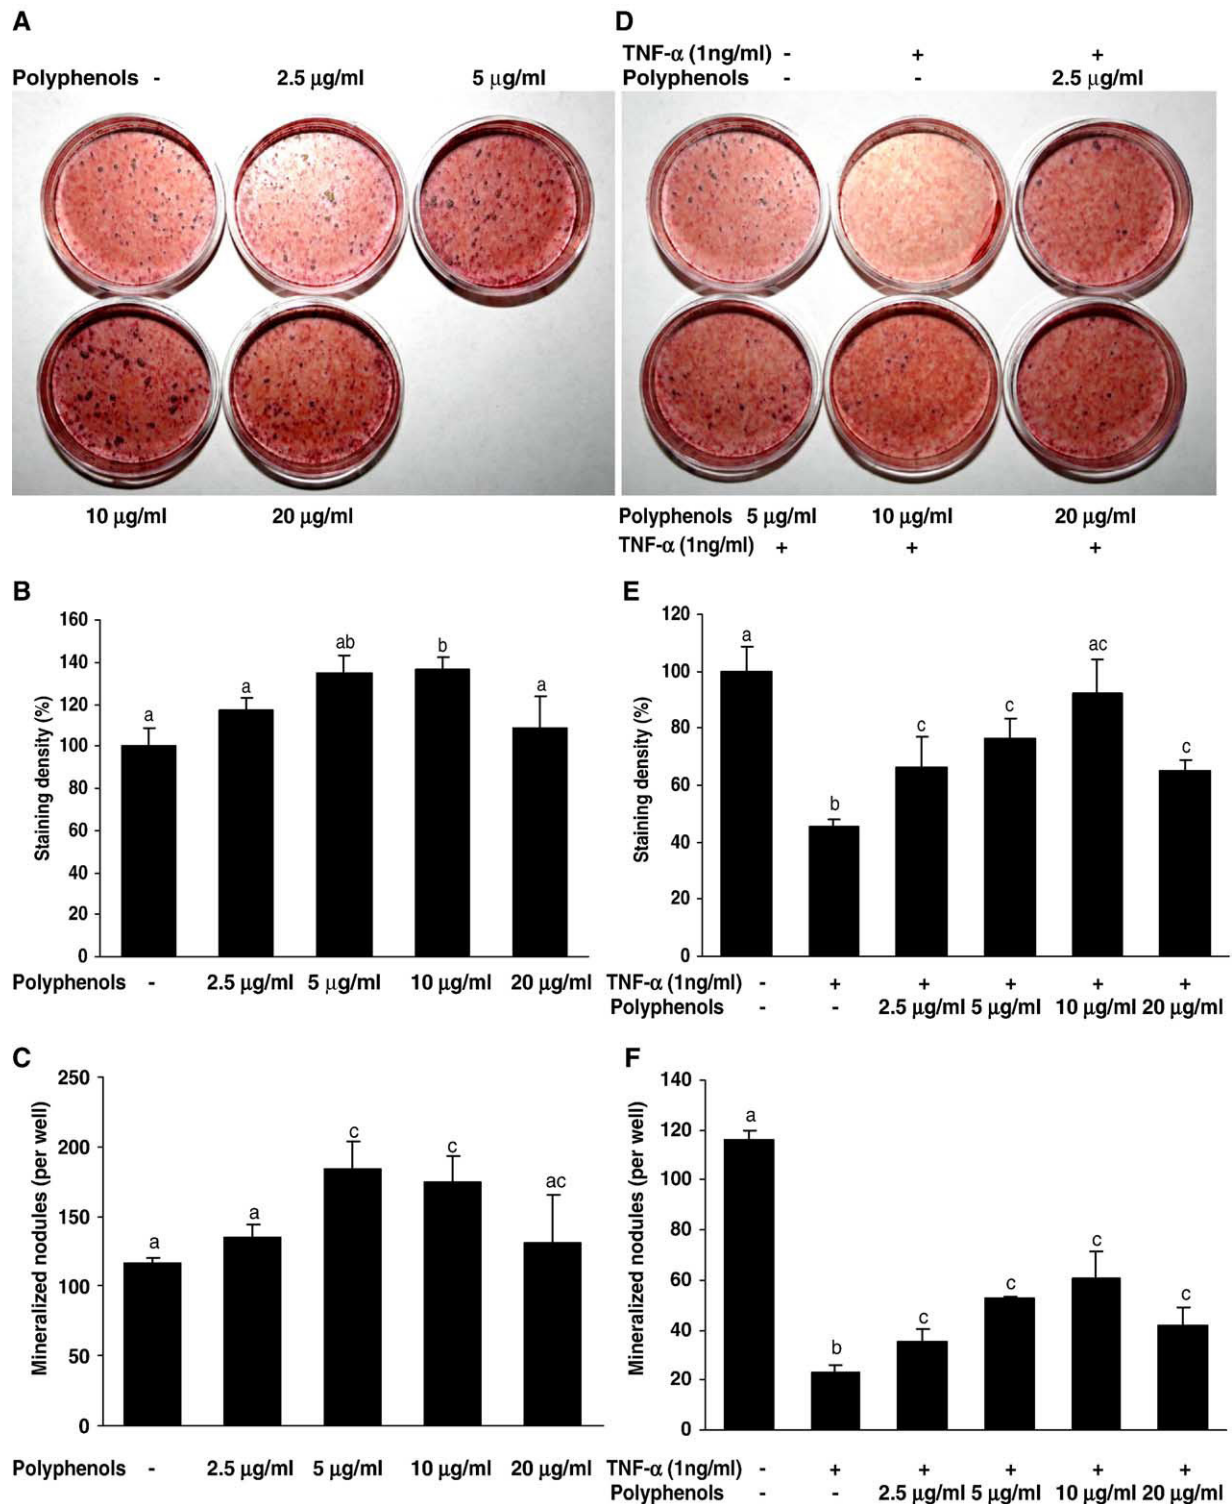 A
Polyphenols - 2.5 μg/ml 5 μg/ml
10 μg/ml 20 μg/ml
D
TNF-α (1ng/ml) - + +
Polyphenols - - 2.5 μg/ml
Polyphenols 5 μg/ml 10 μg/ml 20 μg/ml
TNF-α (1ng/ml) + + +
B
Staining density (%)
160
140
120
100
80
60
40
20
0
a a ab b a
Polyphenols - 2.5 μg/ml 5 μg/ml 10 μg/ml 20 μg/ml
E
Staining density (%)
120
100
80
60
40
20
0
a b c c ac c
TNF-α (1ng/ml) - + + + + +
Polyphenols - - 2.5 μg/ml 5 μg/ml 10 μg/ml 20 μg/ml
C
Mineralized nodules (per well)
250
200
150
100
50
0
a a c c ac
Polyphenols - 2.5 μg/ml 5 μg/ml 10 μg/ml 20 μg/ml
F
Mineralized nodules (per well)
140
120
100
80
60
40
20
0
a b c c c c
TNF-α (1ng/ml) - + + + + +
Polyphenols - - 2.5 μg/ml 5 μg/ml 10 μg/ml 20 μg/ml